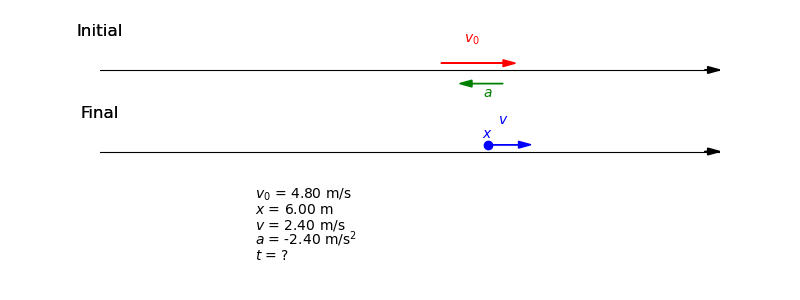 Initial
v₀
a
Final
v
x
v₀ = 4.80 m/s
x = 6.00 m
v = 2.40 m/s
a = -2.40 m/s²
t = ?